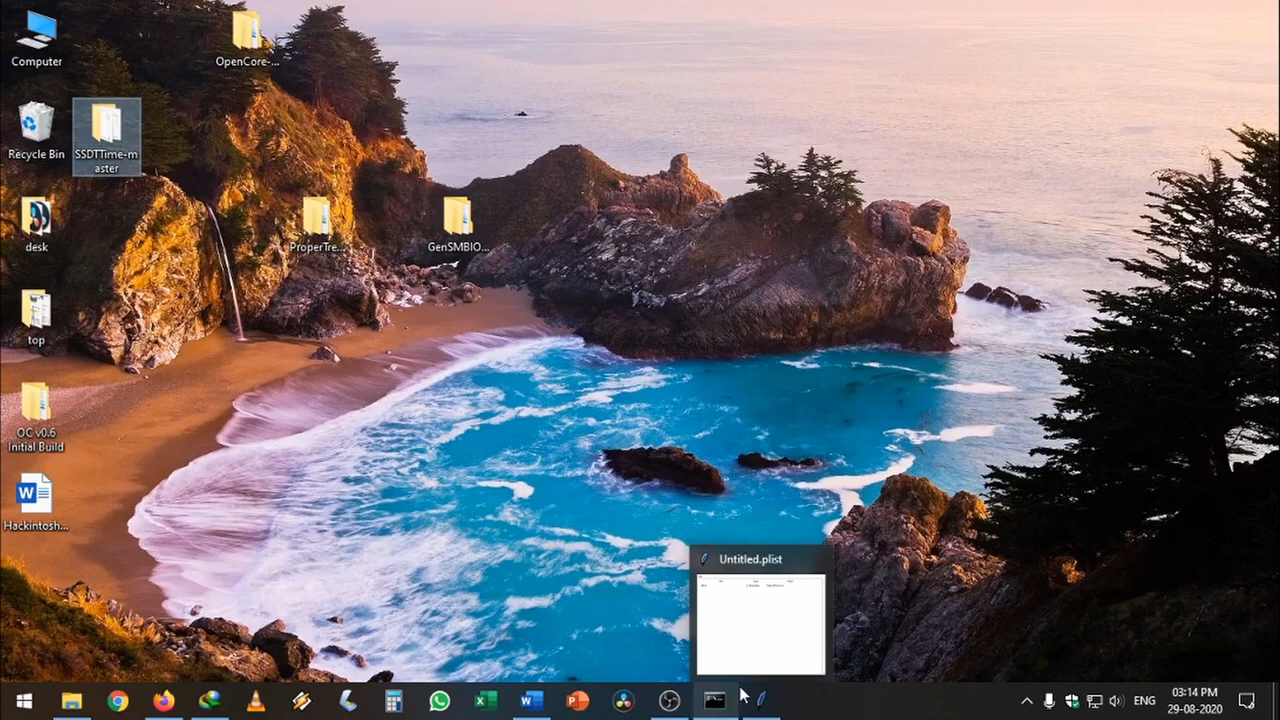 Computer
OpenCore-...
Recycle Bin
SSDTTime-m
aster
desk
ProperTre...
GenSMBIO...
top
OC v0.6
Initial Build
Hackintosh...
Untitled.plist
ENG
03:14 PM
29-08-2020